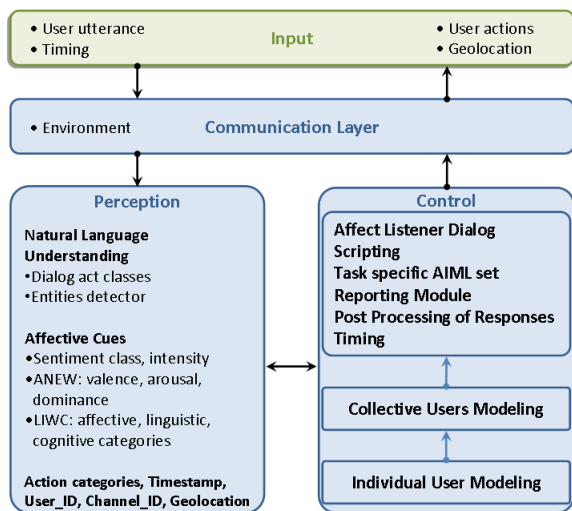 • User utterance
• Timing
Input
• User actions
• Geolocation
• Environment
Communication Layer
Perception
Natural Language
Understanding
•Dialog act classes
•Entities detector
Affective Cues
•Sentiment class, intensity
•ANEW: valence, arousal,
dominance
•LIWC: affective, linguistic,
cognitive categories
Action categories, Timestamp,
User_ID, Channel_ID, Geolocation
Control
Affect Listener Dialog
Scripting
Task specific AIML set
Reporting Module
Post Processing of Responses
Timing
Collective Users Modeling
Individual User Modeling